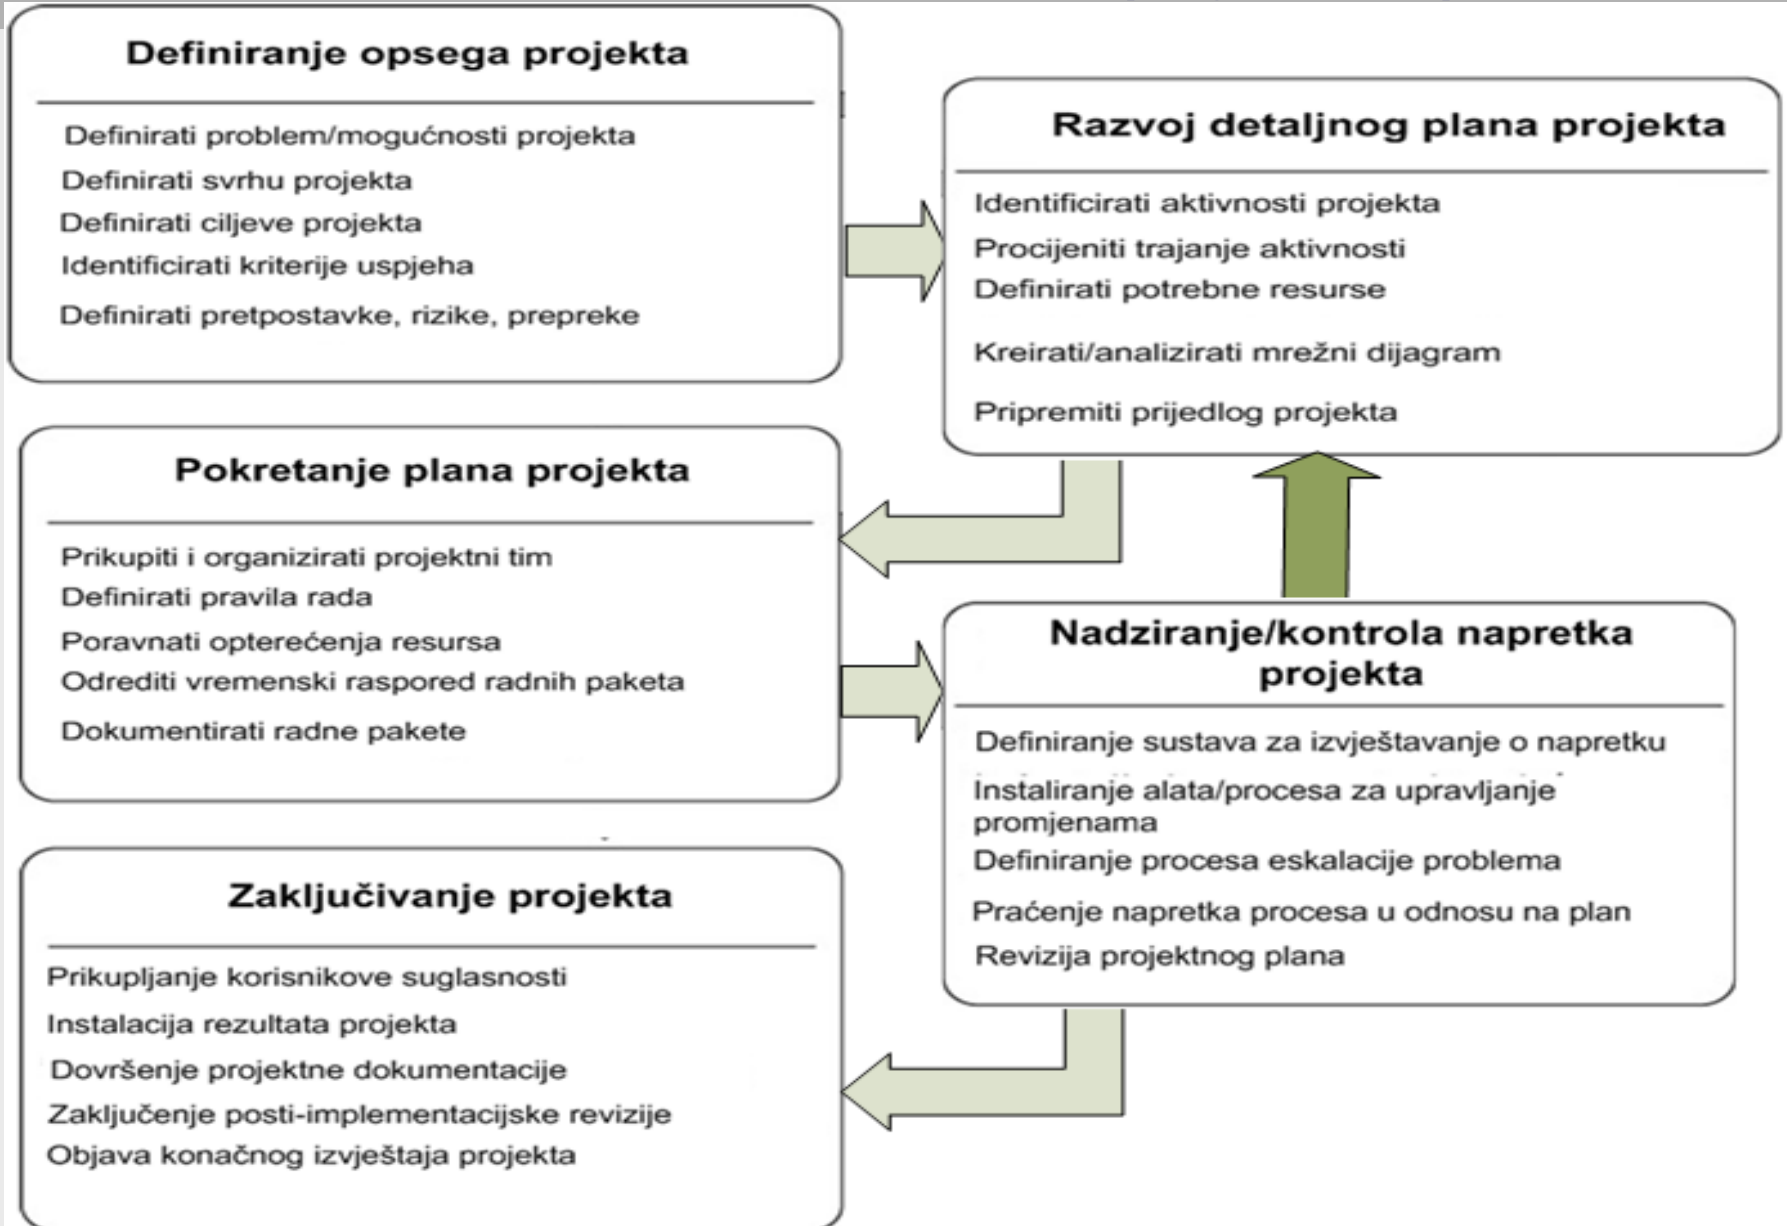 Definiranje opsega projekta
Definirati problem/mogućnosti projekta
Definirati svrhu projekta
Definirati ciljeve projekta
Identificirati kriterije uspjeha
Definirati pretpostavke, rizike, prepreke
Razvoj detaljnog plana projekta
Identificirati aktivnosti projekta
Procijeniti trajanje aktivnosti
Definirati potrebne resurse
Kreirati/analizirati mrežni dijagram
Pripremiti prijedlog projekta
Pokretanje plana projekta
Prikupiti i organizirati projektni tim
Definirati pravila rada
Poravnati opterećenja resursa
Odrediti vremenski raspored radnih paketa
Dokumentirati radne pakete
Nadziranje/kontrola napretka
projekta
Definiranje sustava za izvještavanje o napretku
Instaliranje alata/procesa za upravljanje
promjenama
Definiranje procesa eskalacije problema
Praćenje napretka procesa u odnosu na plan
Revizija projektnog plana
Zaključivanje projekta
Prikupljanje korisnikove suglasnosti
Instalacija rezultata projekta
Dovršenje projektne dokumentacije
Zaključenje posti-implementacijske revizije
Objava konačnog izvještaja projekta